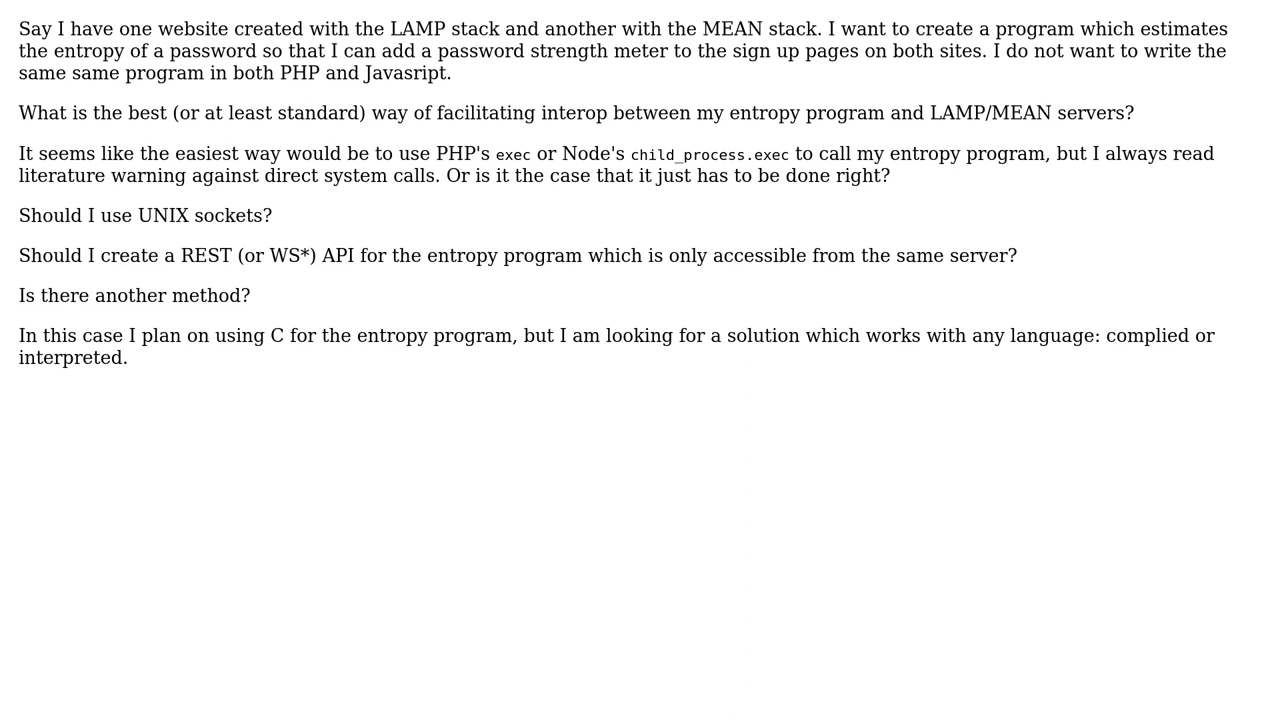 Say I have one website created with the LAMP stack and another with the MEAN stack. I want to create a program which estimates
the entropy of a password so that I can add a password strength meter to the sign up pages on both sites. I do not want to write the
same same program in both PHP and Javasript.
What is the best (or at least standard) way of facilitating interop between my entropy program and LAMP/MEAN servers?
It seems like the easiest way would be to use PHP's exec or Node's child_process.exec to call my entropy program, but I always read
literature warning against direct system calls. Or is it the case that it just has to be done right?
Should I use UNIX sockets?
Should I create a REST (or WS*) API for the entropy program which is only accessible from the same server?
Is there another method?
In this case I plan on using C for the entropy program, but I am looking for a solution which works with any language: complied or
interpreted.